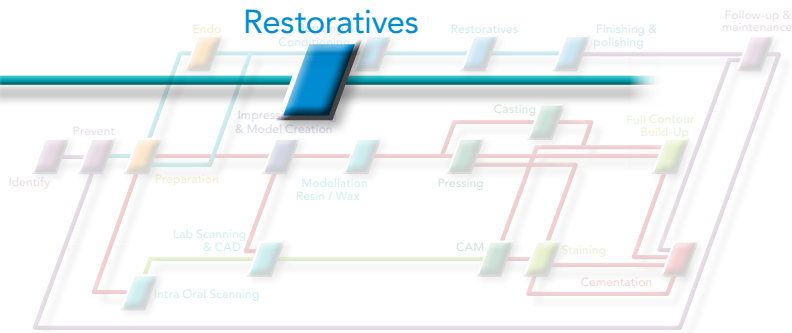 Restoratives
Follow-up &
maintenance
Endo
Conditioning
Restoratives
Finishing &
polishing
Casting
Impress
& Model Creation
Full Contour
Build-Up
Prevent
Identify
Preparation
Modellation
Resin / Wax
Pressing
Lab Scanning
& CAD
CAM
Staining
Cementation
Intra Oral Scanning